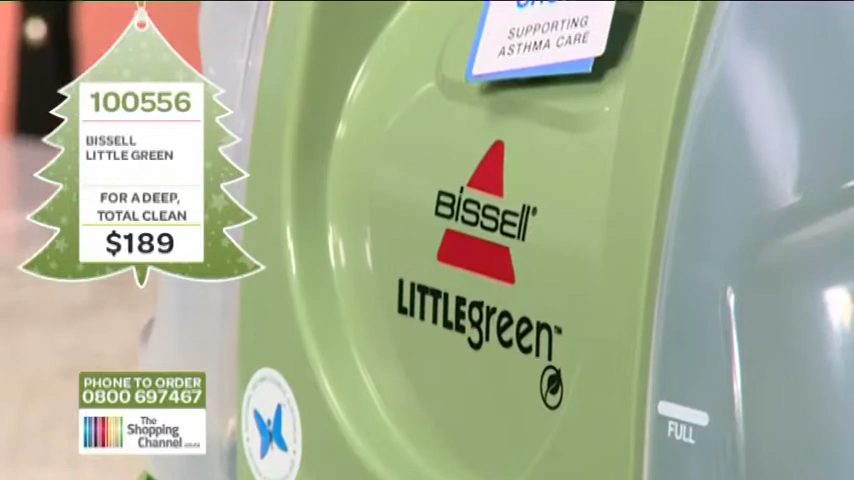 100556
BISSELL
LITTLE GREEN
FOR A DEEP,
TOTAL CLEAN
$189
SUPPORTING
ASTHMA CARE
BISSELL®
LITTLEgreen™
FULL
PHONE TO ORDER
0800 697467
The
Shopping
Channel